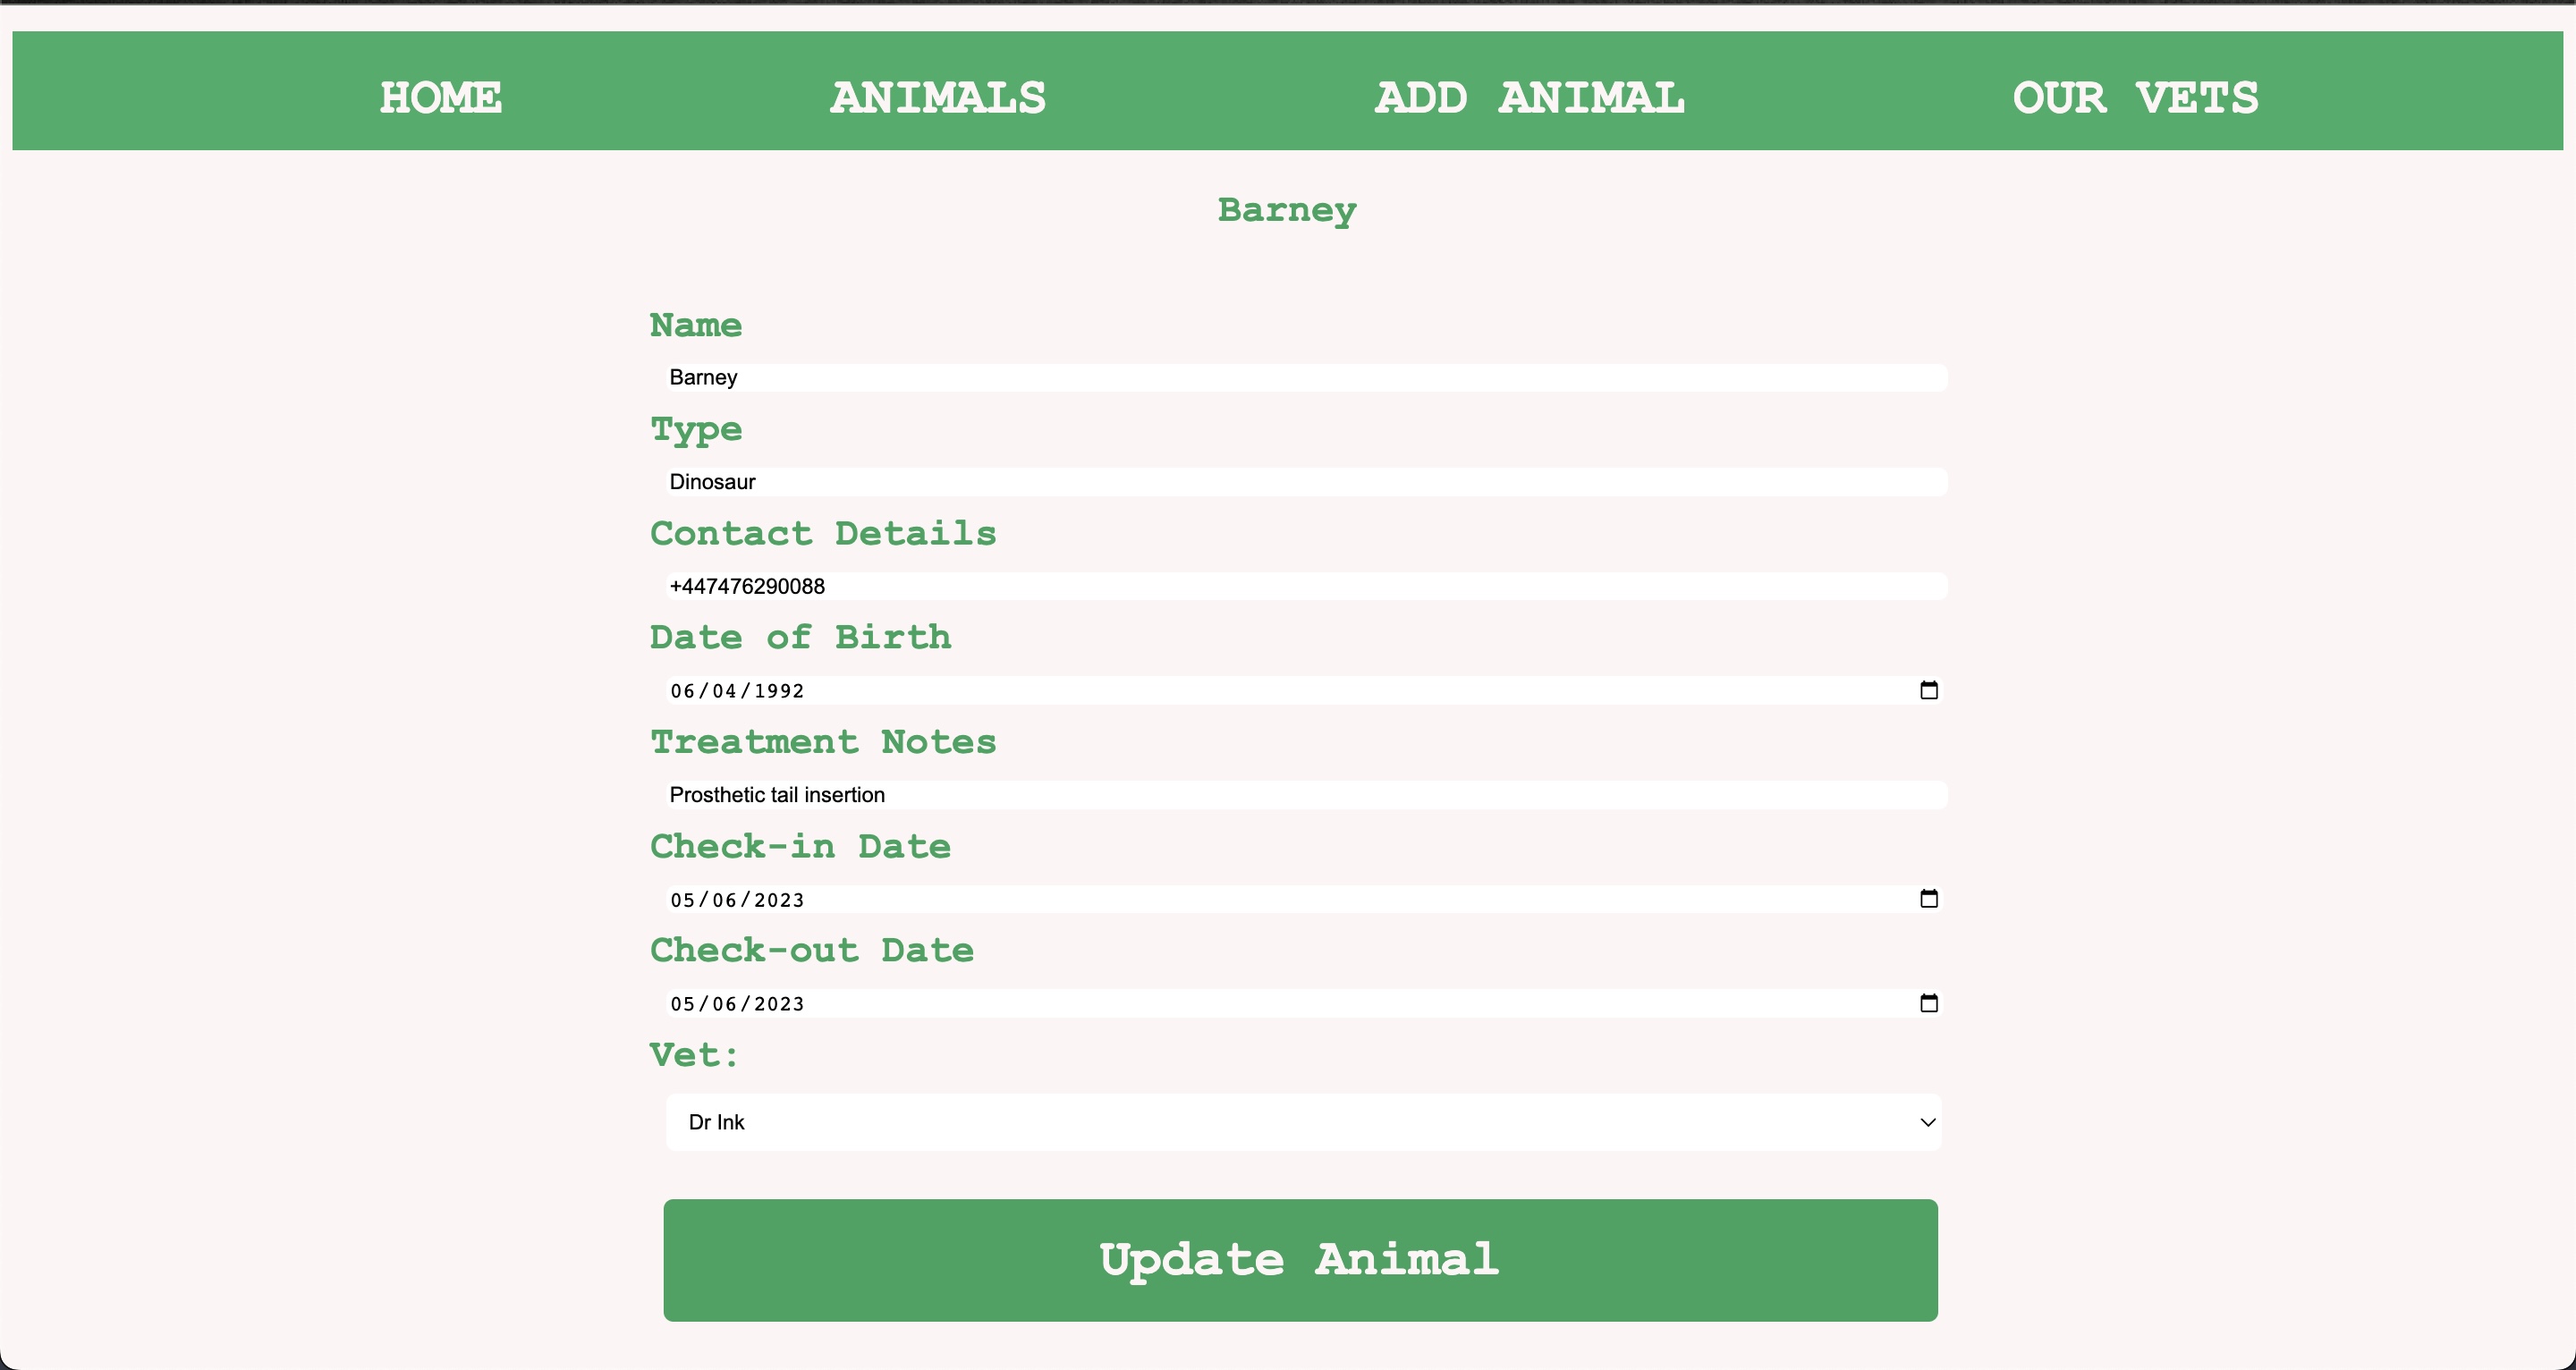 HOME ANIMALS ADD ANIMAL OUR VETS
Barney
Name
Barney
Type
Dinosaur
Contact Details
+447476290088
Date of Birth
06/04/1992
Treatment Notes
Prosthetic tail insertion
Check-in Date
05/06/2023
Check-out Date
05/06/2023
Vet:
Dr Ink
Update Animal